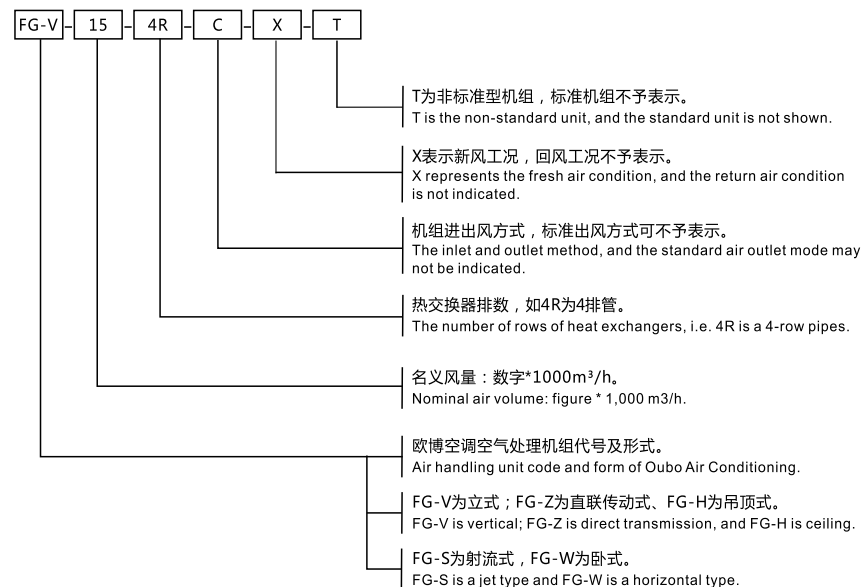 FG-V-15-4R-C-X-T
T为非标准型机组，标准机组不予表示。
T is the non-standard unit, and the standard unit is not shown.
X表示新风工况，回风工况不予表示。
X represents the fresh air condition, and the return air condition
is not indicated.
机组进出风方式，标准出风方式可不予表示。
The inlet and outlet method, and the standard air outlet mode may
not be indicated.
热交换器排数，如4R为4排管。
The number of rows of heat exchangers, i.e. 4R is a 4-row pipes.
名义风量：数字*1000m³/h。
Nominal air volume: figure * 1,000 m3/h.
欧博空调空气处理机组代号及形式。
Air handling unit code and form of Oubo Air Conditioning.
FG-V为立式；FG-Z为直联传动式、FG-H为吊顶式。
FG-V is vertical; FG-Z is direct transmission, and FG-H is ceiling.
FG-S为射流式，FG-W为卧式。
FG-S is a jet type and FG-W is a horizontal type.